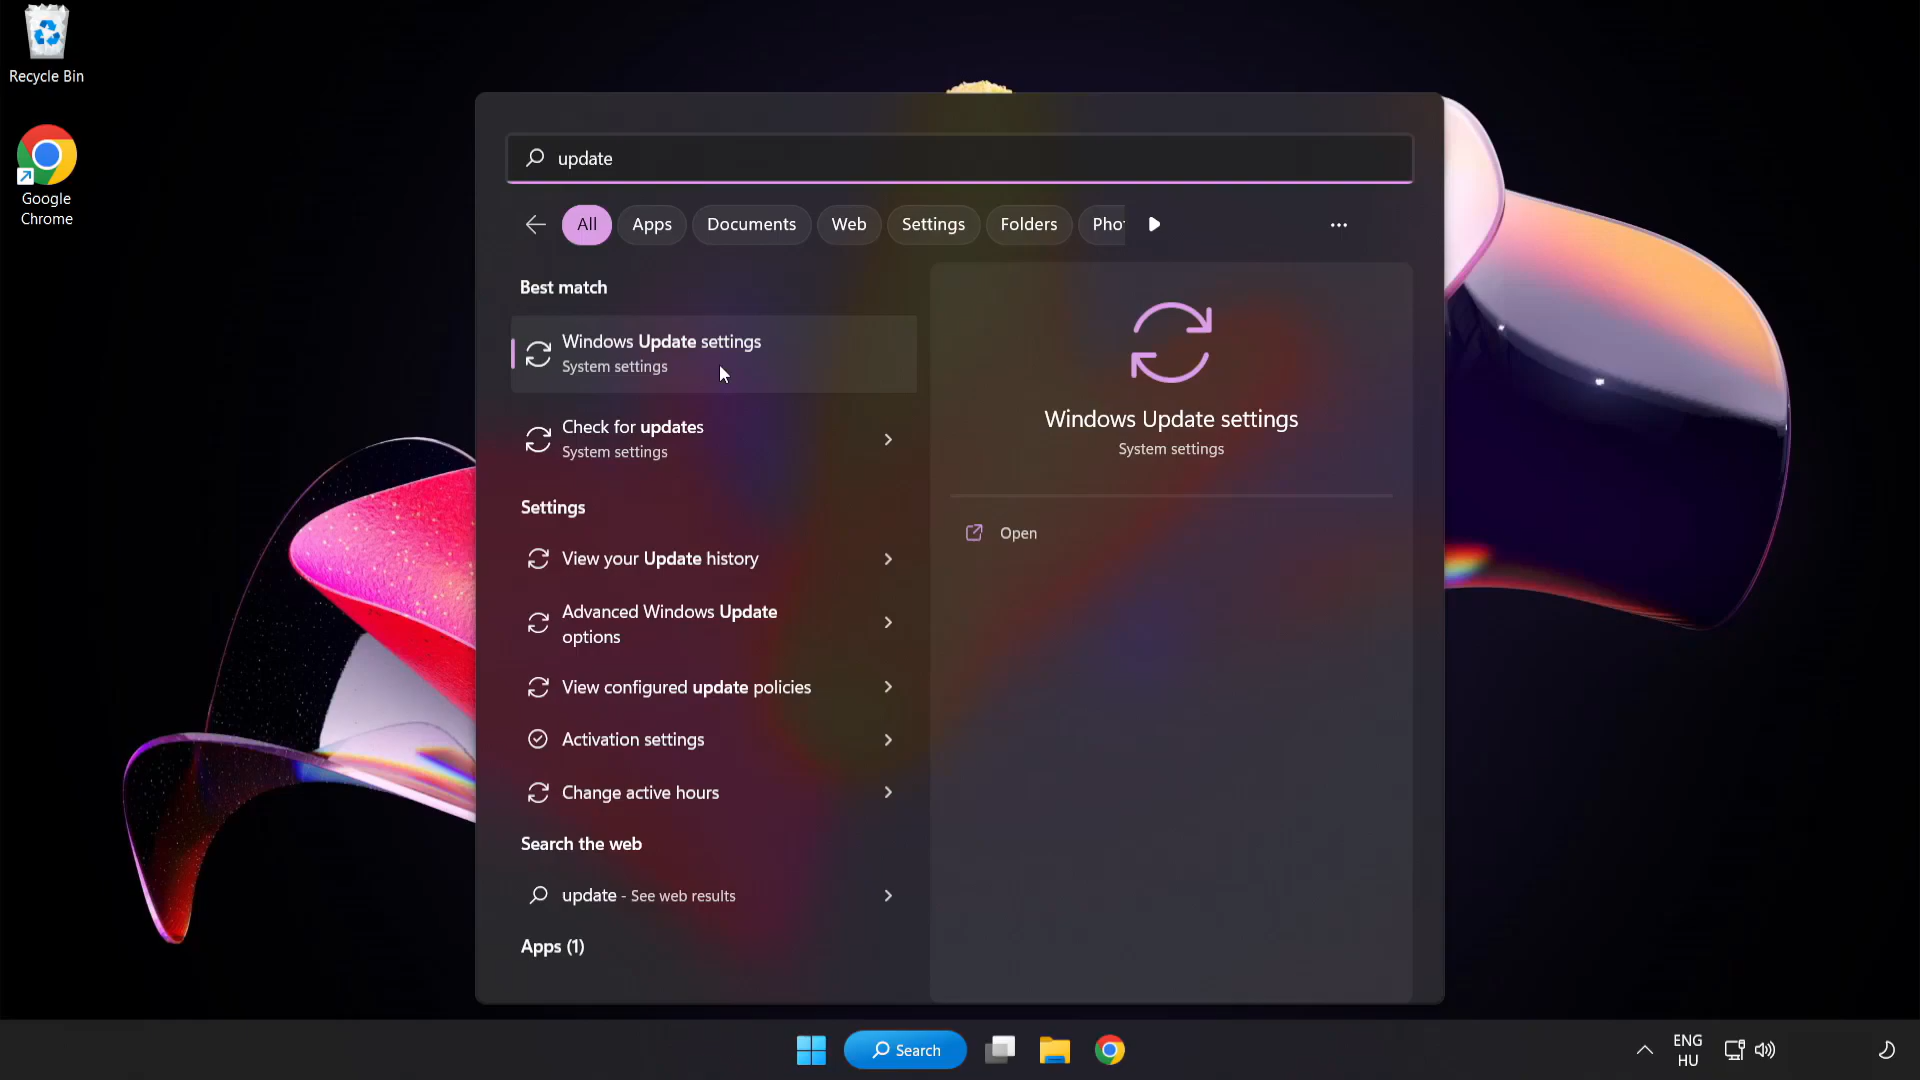 Recycle Bin
Google
Chrome
update
All
Apps
Documents
Web
Settings
Folders
Best match
Windows Update settings
System settings
Check for updates
System settings
Settings
View your Update history
Advanced Windows Update
options
View configured update policies
Activation settings
Change active hours
Search the web
update - See web results
Apps (1)
Windows Update settings
System settings
Open
Search
ENG
HU